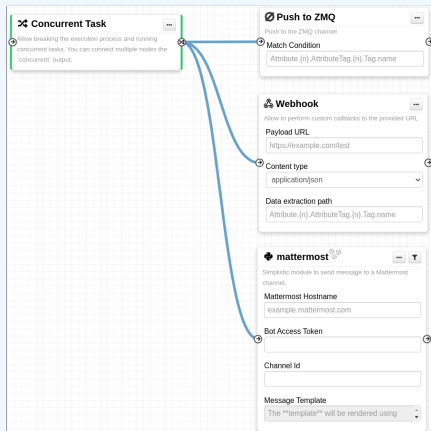 Concurrent Task
Allow breaking the execution process and running
concurrent tasks. You can connect multiple nodes the
`concurrent` output.
Push to ZMQ
Push to the ZMQ channel
Match Condition
Attribute.{n}.AttributeTag.{n}.Tag.name
Webhook
Allow to perform custom callbacks to the provided URL
Payload URL
https://example.com/test
Content type
application/json
Data extraction path
Attribute.{n}.AttributeTag.{n}.Tag.name
mattermost
Simplistic module to send message to a Mattermost
channel.
Mattermost Hostname
example.mattermost.com
Bot Access Token
Channel Id
Message Template
The **template** will be rendered using